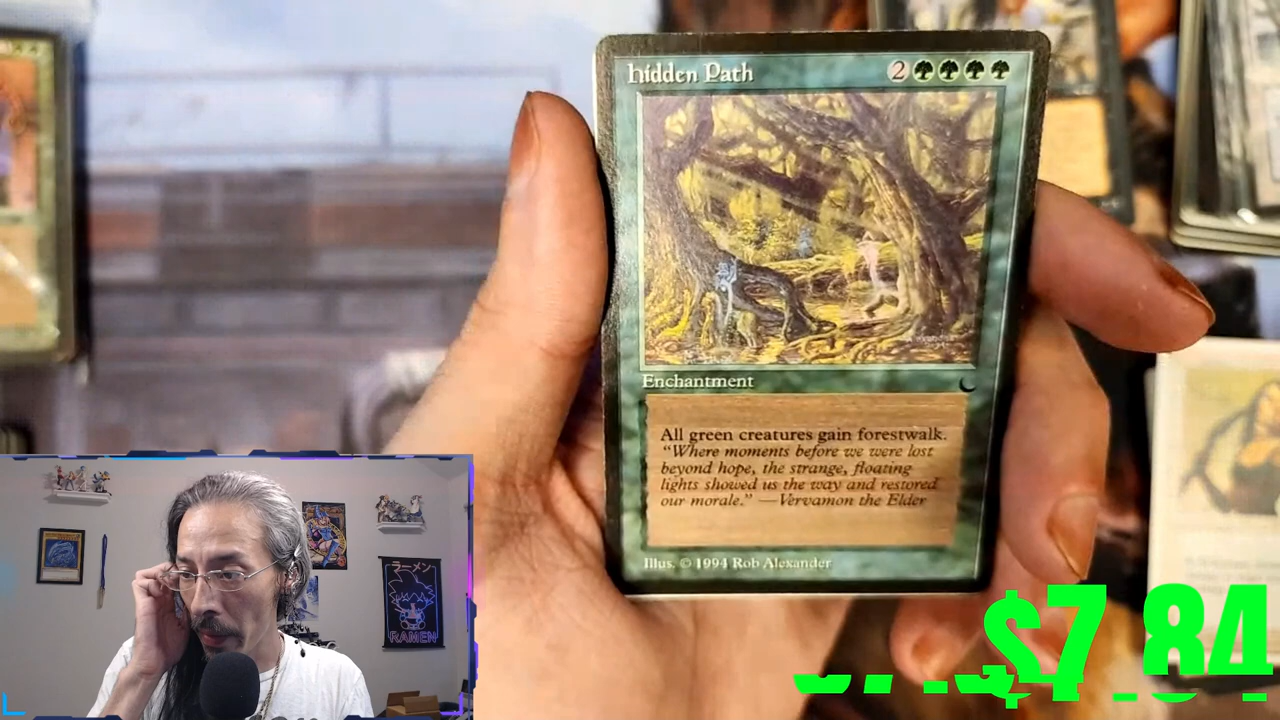 Hidden Path 2
Enchantment
All green creatures gain forestwalk.
"Where moments before we were lost
beyond hope, the strange, floating
lights showed us the way and restored
our morale." —Vervamon the Elder
Illus. © 1994 Rob Alexander
ラーメン
RAMEN
$7.84